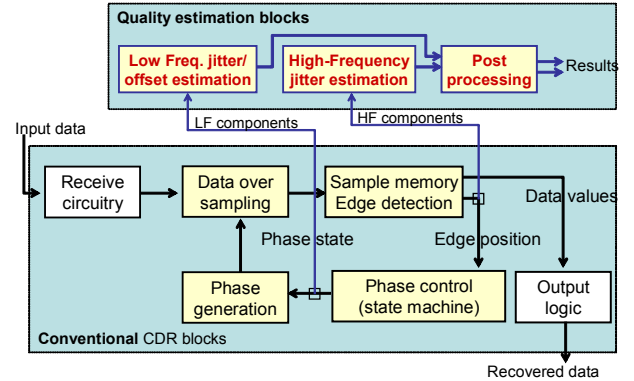 Quality estimation blocks
Low Freq. jitter/
offset estimation
High-Frequency
jitter estimation
Post
processing
Results
LF components
HF components
Input data
Receive
circuitry
Data over
sampling
Sample memory
Edge detection
Data values
Phase state
Edge position
Phase
generation
Phase control
(state machine)
Output
logic
Conventional CDR blocks
Recovered data